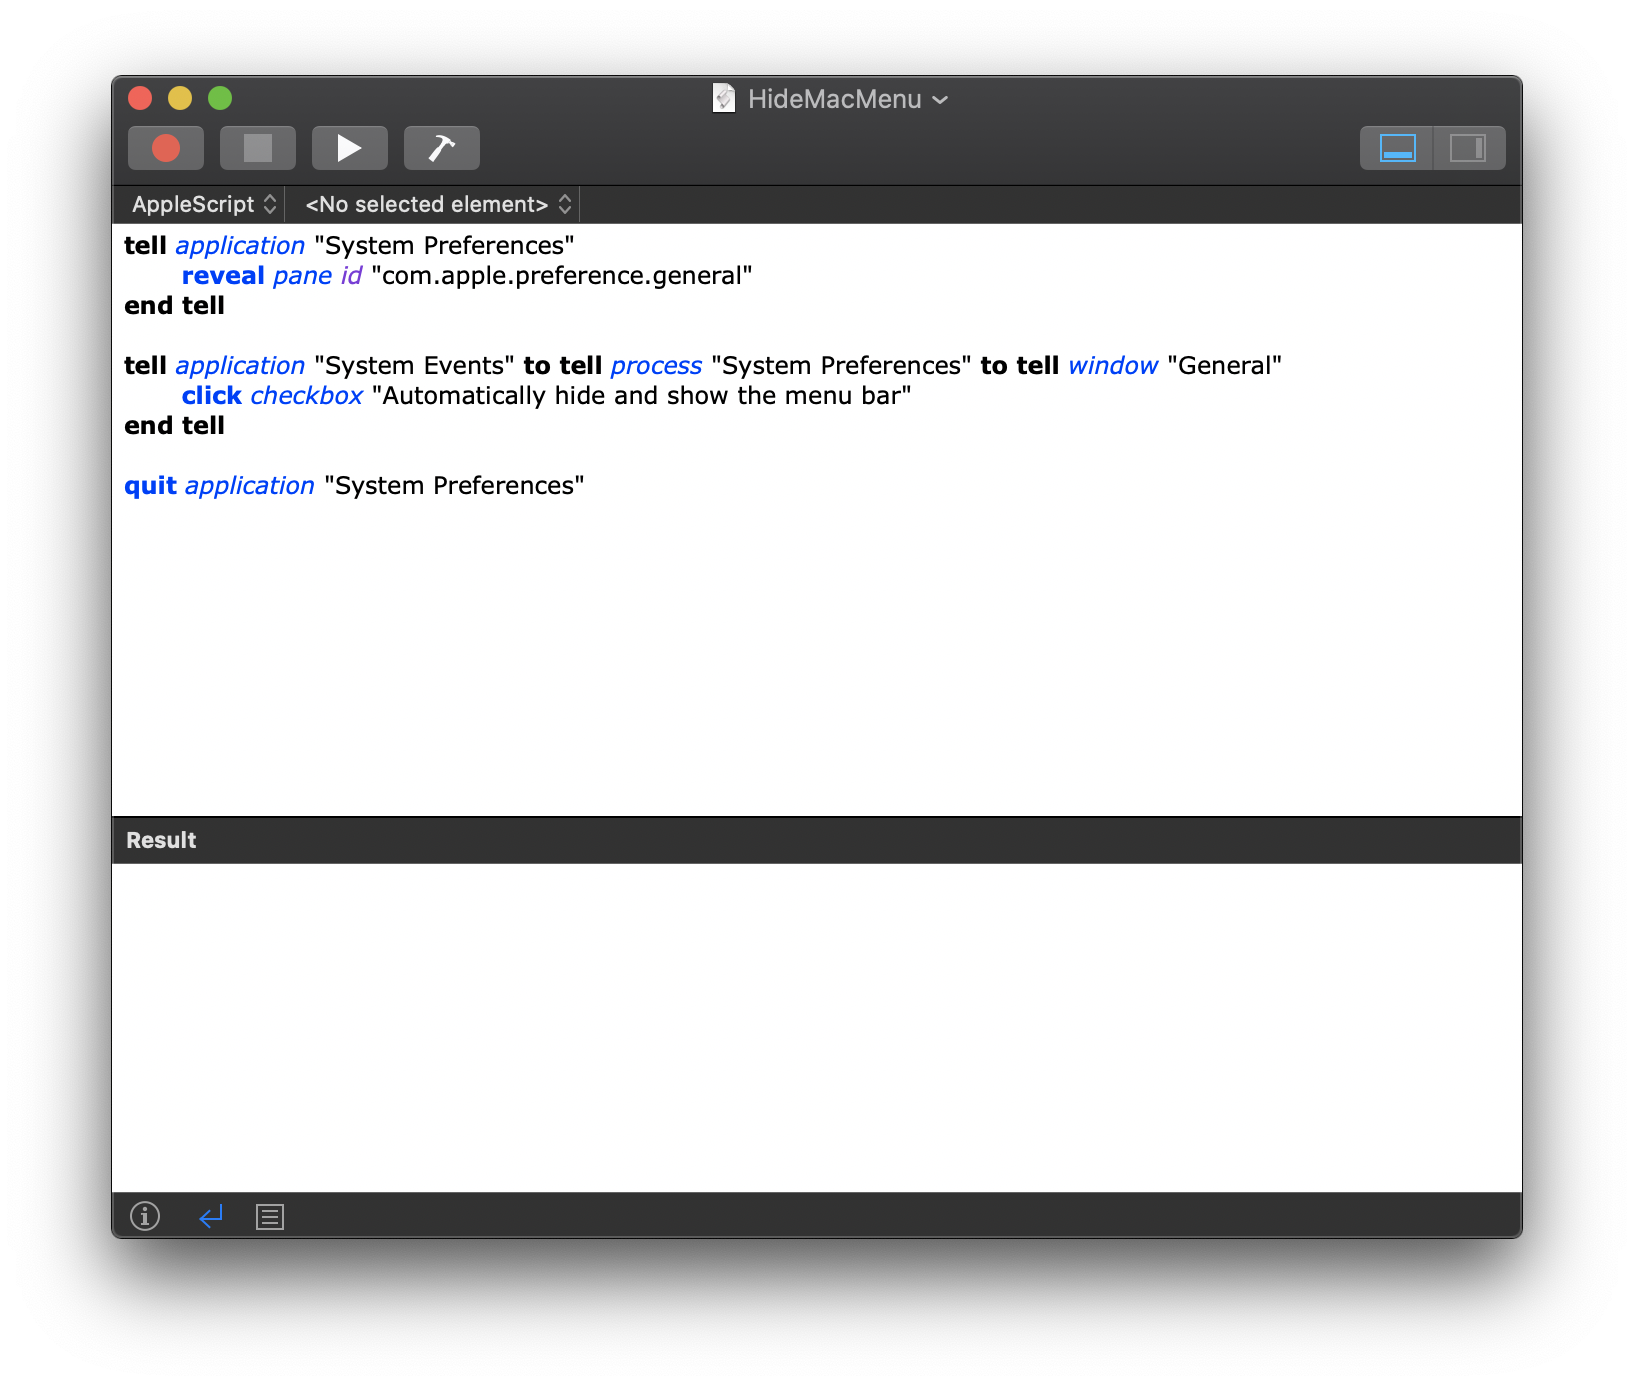 HideMacMenu
AppleScript <No selected element>
tell application "System Preferences"
reveal pane id "com.apple.preference.general"
end tell
tell application "System Events" to tell process "System Preferences" to tell window "General"
click checkbox "Automatically hide and show the menu bar"
end tell
quit application "System Preferences"
Result